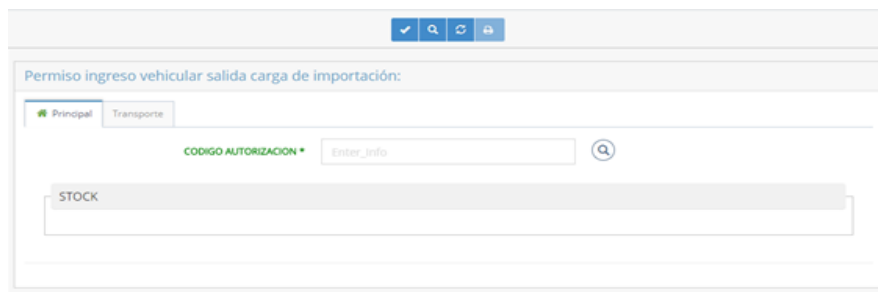 Permiso ingreso vehicular salida carga de importación:
Principal Transporte
CODIGO AUTORIZACION * Enter_Info
STOCK